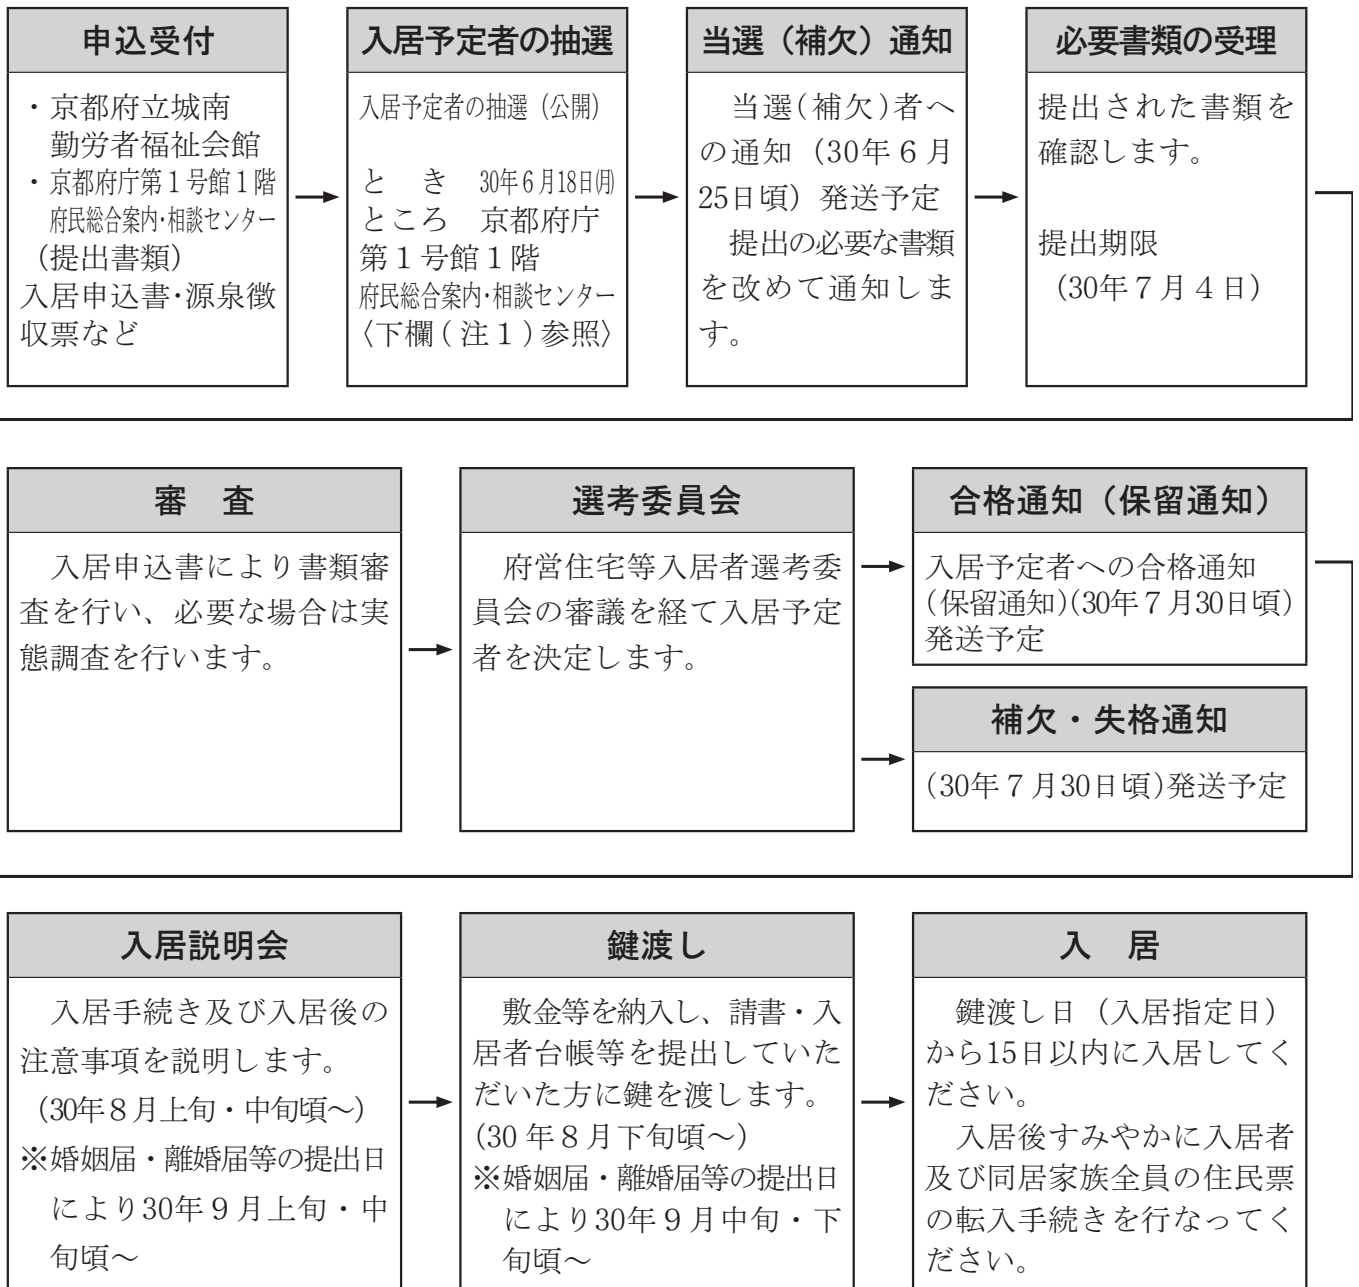 申込受付
・京都府立城南
勤労者福祉会館
・京都府庁第１号館１階
府民総合案内・相談センター
（提出書類）
入居申込書・源泉徴
収票など
入居予定者の抽選
入居予定者の抽選（公開）
と　き　30年６月18日㈪
ところ　京都府庁
第１号館１階
府民総合案内・相談センター
〈下欄(注１)参照〉
当選（補欠）通知
当選(補欠)者へ
の通知（30年６月
25日頃）発送予定
提出の必要な書類
を改めて通知しま
す。
必要書類の受理
提出された書類を
確認します。
提出期限
（30年７月４日）
審　査
入居申込書により書類審
査を行い、必要な場合は実
態調査を行います。
選考委員会
府営住宅等入居者選考委
員会の審議を経て入居予定
者を決定します。
合格通知（保留通知）
入居予定者への合格通知
(保留通知)(30年７月30日頃)
発送予定
補欠・失格通知
(30年７月30日頃)発送予定
入居説明会
入居手続き及び入居後の
注意事項を説明します。
（30年８月上旬・中旬頃～）
※婚姻届・離婚届等の提出日
により30年９月上旬・中
旬頃～
鍵渡し
敷金等を納入し、請書・入
居者台帳等を提出していた
だいた方に鍵を渡します。
(30年８月下旬頃～)
※婚姻届・離婚届等の提出日
により30年９月中旬・下
旬頃～
入　居
鍵渡し日（入居指定日）
から15日以内に入居してく
ださい。
入居後すみやかに入居者
及び同居家族全員の住民票
の転入手続きを行なってく
ださい。